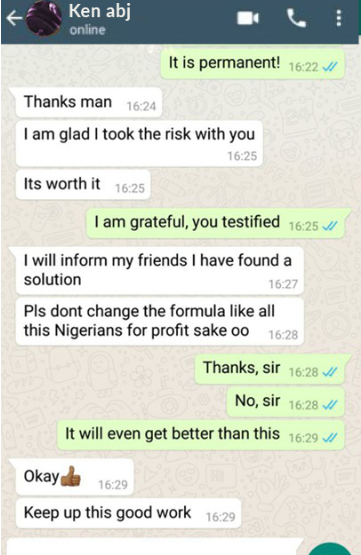 Ken abj
online
It is permanent! 16:22
Thanks man 16:24
I am glad I took the risk with you
16:25
Its worth it 16:25
I am grateful, you testified 16:25
I will inform my friends I have found a
solution 16:27
Pls dont change the formula like all
this Nigerians for profit sake oo 16:28
Thanks, sir 16:28
No, sir 16:28
It will even get better than this 16:29
Okay👍🏾 16:29
Keep up this good work 16:29